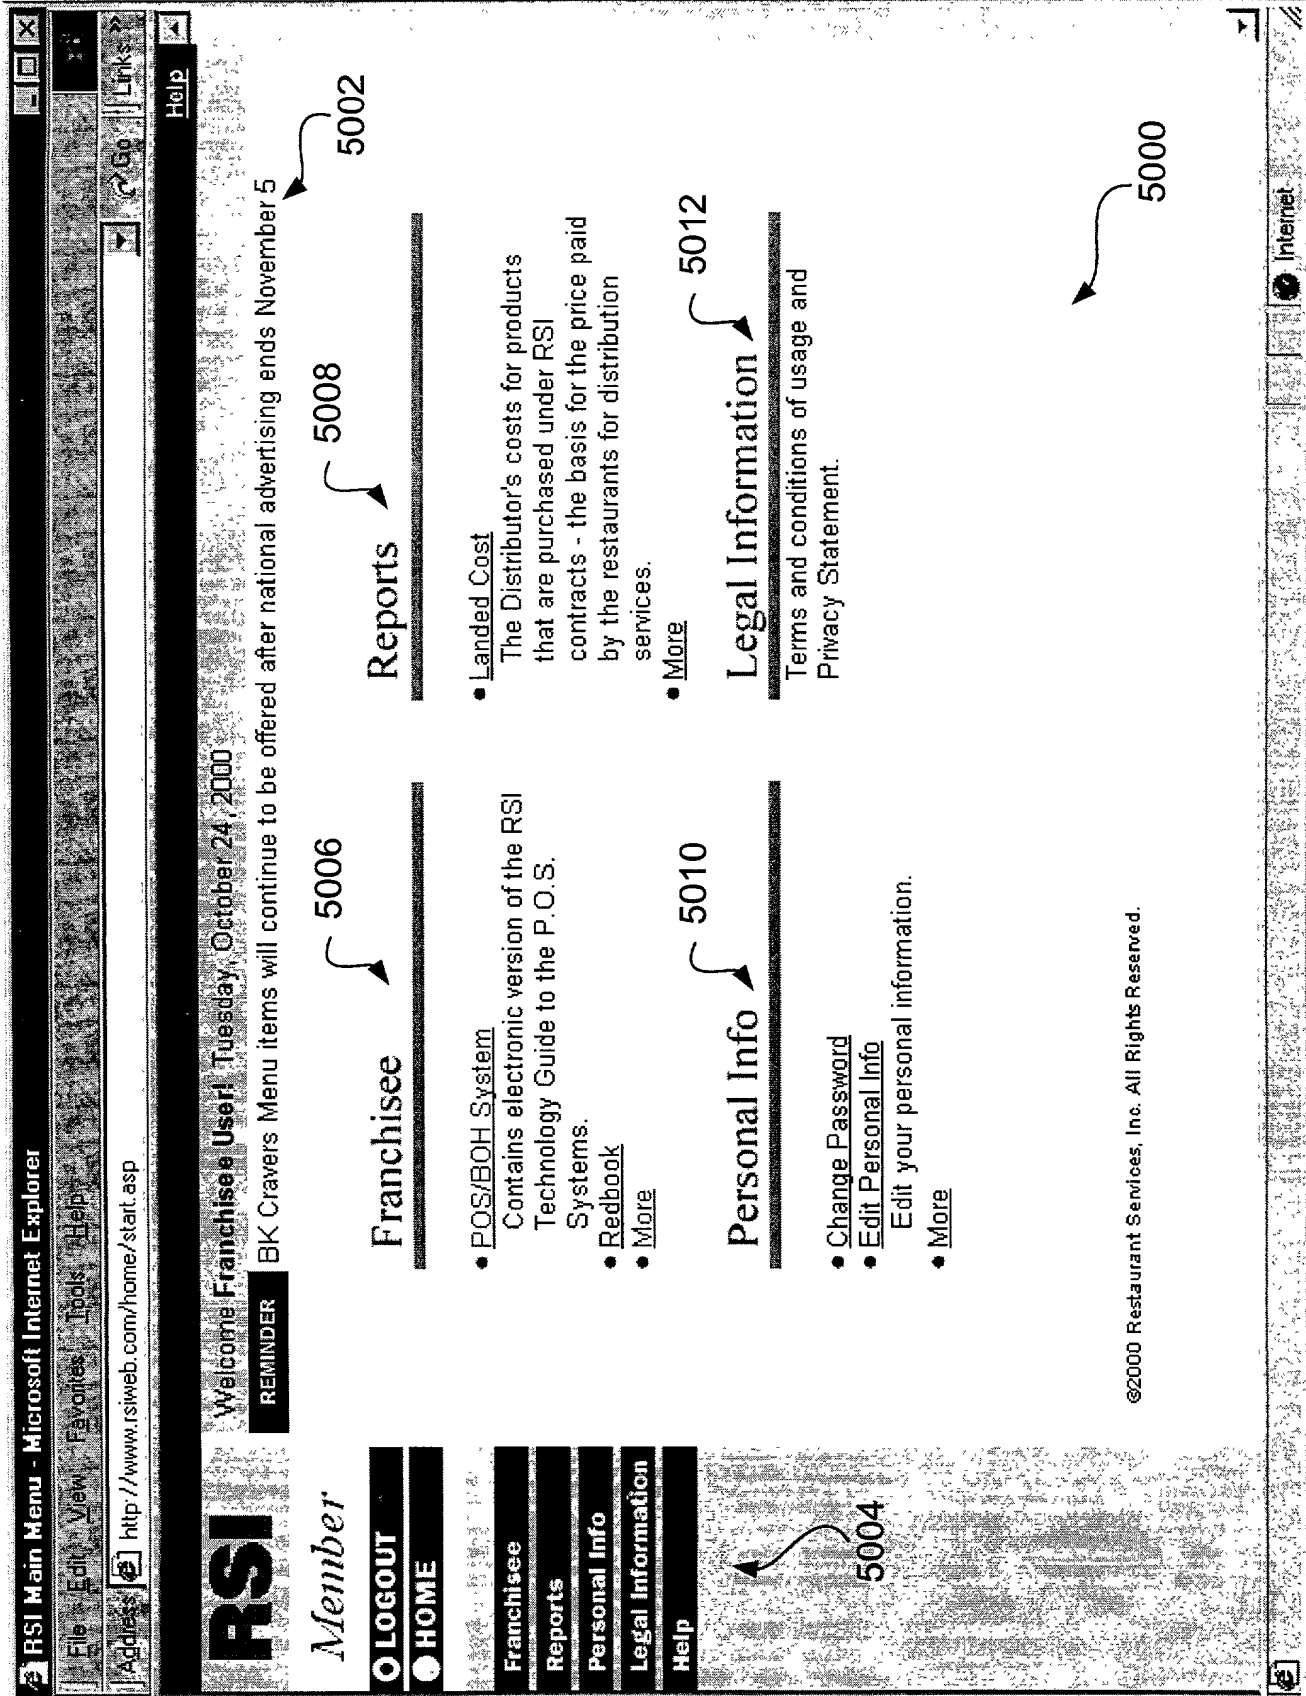 RSI Main Menu - Microsoft Internet Explorer
File Edit View Favorites Tools Help
Address http://www.rsiweb.com/home/start.asp Go Links »
Help
RSI
Welcome Franchisee User! Tuesday, October 24, 2000
REMINDER BK Cravers Menu items will continue to be offered after national advertising ends November 5
5002
Member
LOGOUT
HOME
Franchisee
Reports
Personal Info
Legal Information
Help
5004
5006
Franchisee
• POS/BOH System
Contains electronic version of the RSI
Technology Guide to the P.O.S.
Systems.
• Redbook
• More
5008
Reports
• Landed Cost
The Distributor's costs for products
that are purchased under RSI
contracts - the basis for the price paid
by the restaurants for distribution
services.
• More
5010
Personal Info
• Change Password
• Edit Personal Info
Edit your personal information.
• More
5012
Legal Information
Terms and conditions of usage and
Privacy Statement.
5000
©2000 Restaurant Services, Inc. All Rights Reserved.
Internet